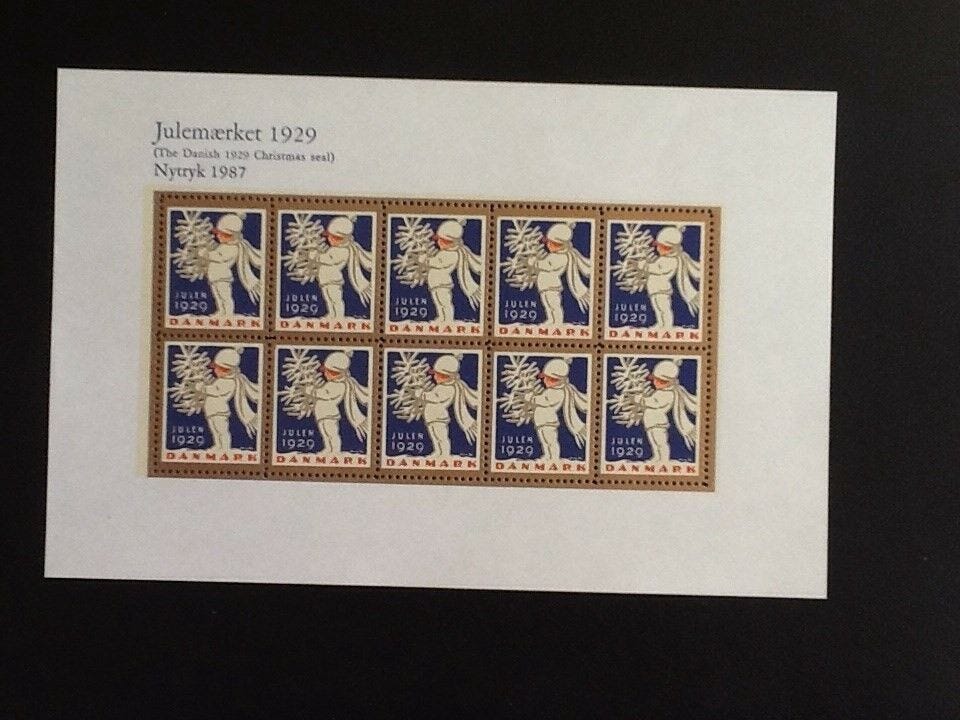 Julemærket 1929
(The Danish 1929 Christmas seal)
Nytryk 1987
JULEN JULEN JULEN JULEN JULEN
1929 1929 1929 1929 1929
DANMARK DANMARK DANMARK DANMARK DANMARK
JULEN JULEN JULEN JULEN JULEN
1929 1929 1929 1929 1929
DANMARK DANMARK DANMARK DANMARK DANMARK